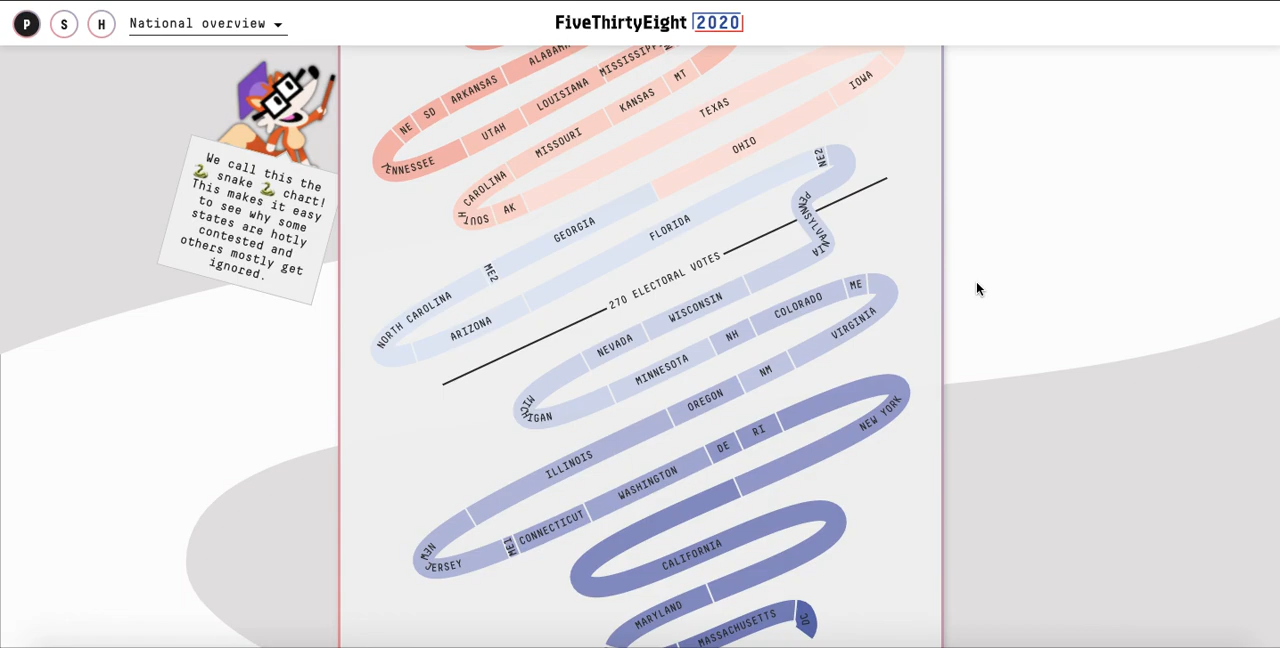 P S H National overview
FiveThirtyEight 2020
We call this the
🐍 snake 🐍 chart!
This makes it easy
to see why some
states are hotly
contested and
others mostly get
ignored.
ALABAMA
ARKANSAS
SD
NE
TENNESSEE
UTAH
LOUISIANA
MISSISSIPPI
MT
KANSAS
MISSOURI
SOUTH CAROLINA
AK
TEXAS
IOWA
OHIO
GEORGIA
ME2
NORTH CAROLINA
ARIZONA
FLORIDA
NE2
PENNSYLVANIA
270 ELECTORAL VOTES
WISCONSIN
NEVADA
MICHIGAN
MINNESOTA
NH
COLORADO
ME
VIRGINIA
NM
OREGON
ILLINOIS
NEW JERSEY
ME1
CONNECTICUT
WASHINGTON
DE
RI
NEW YORK
CALIFORNIA
MARYLAND
MASSACHUSETTS
DC